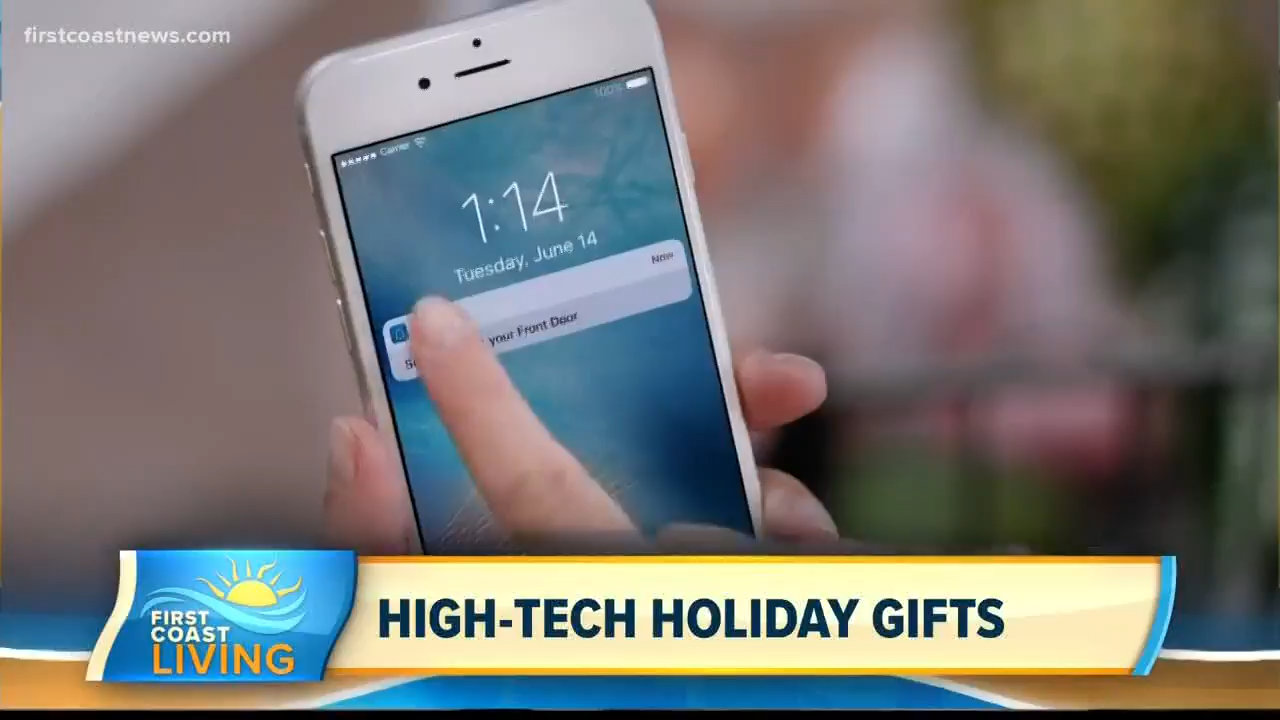 firstcoastnews.com
100%
Carrier
1:14
Tuesday, June 14
Now
your Front Door
FIRST
COAST
LIVING
HIGH-TECH HOLIDAY GIFTS